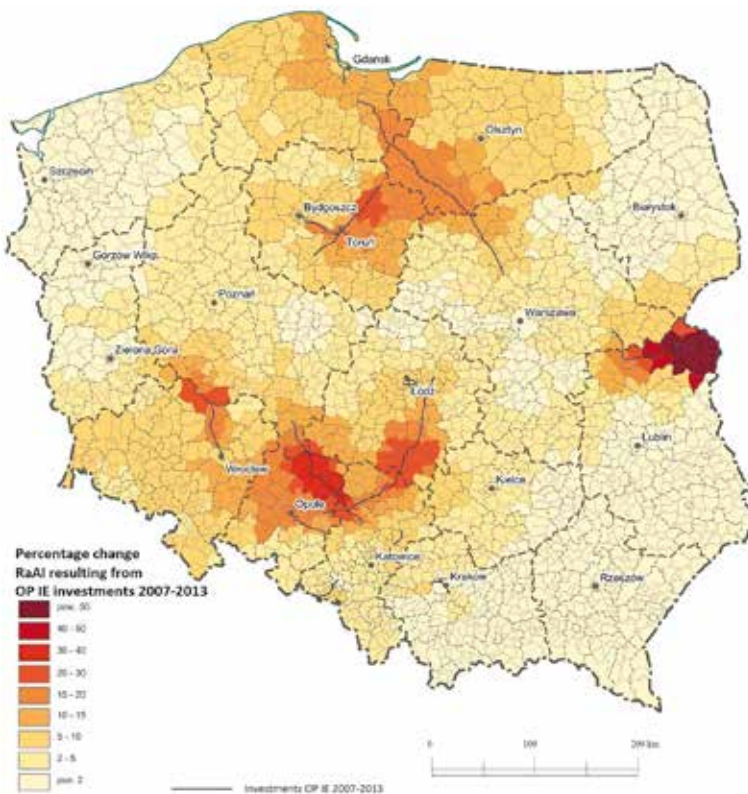 Gdańsk
Olsztyn
Szczecin
Bydgoszcz
Białystok
Toruń
Gorzów Wlkp.
Poznań
Warszawa
Zielona Góra
Łódź
Lublin
Wrocław
Kielce
Opole
Katowice
Kraków
Rzeszów
Percentage change
RaAI resulting from
OP IE investments 2007-2013
pow. 50
40 - 50
30 - 40
20 - 30
15 - 20
10 - 15
5 - 10
2 - 5
pon. 2
0 100 200 km
Investments OP IE 2007-2013